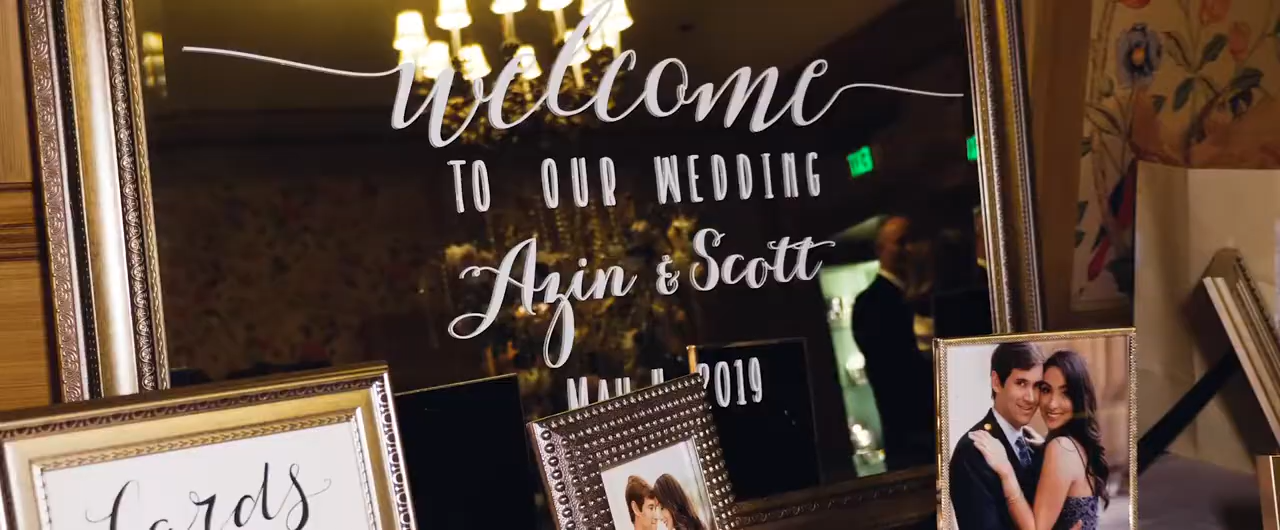 welcome
TO OUR WEDDING
Azin & Scott
MAY 2019
Cards